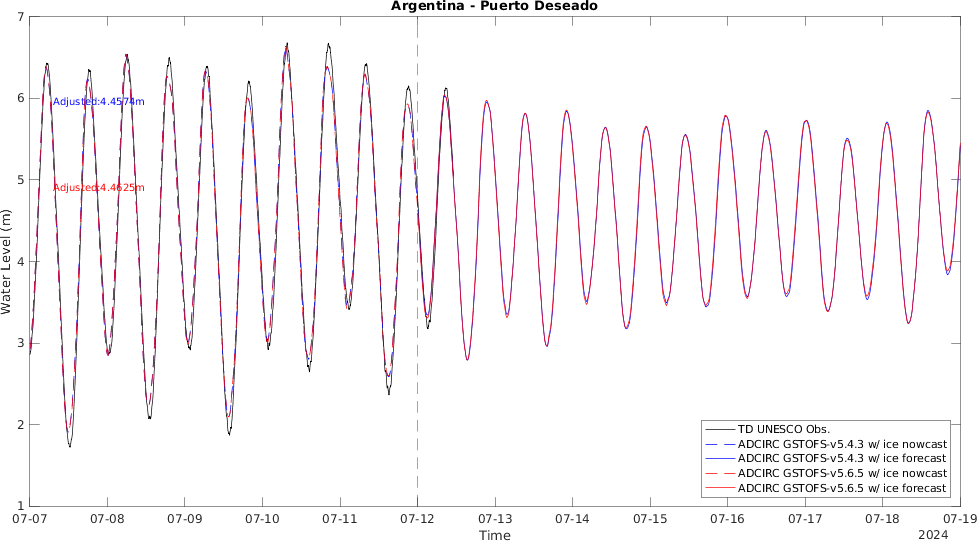 Argentina - Puerto Deseado
7
6
5
4
3
2
1
Water Level (m)
Adjusted:4.4574m
Adjusted:4.4625m
TD UNESCO Obs.
ADCIRC GSTOFS-v5.4.3 w/ ice nowcast
ADCIRC GSTOFS-v5.4.3 w/ ice forecast
ADCIRC GSTOFS-v5.6.5 w/ ice nowcast
ADCIRC GSTOFS-v5.6.5 w/ ice forecast
07-07 07-08 07-09 07-10 07-11 07-12 07-13 07-14 07-15 07-16 07-17 07-18 07-19
Time
2024